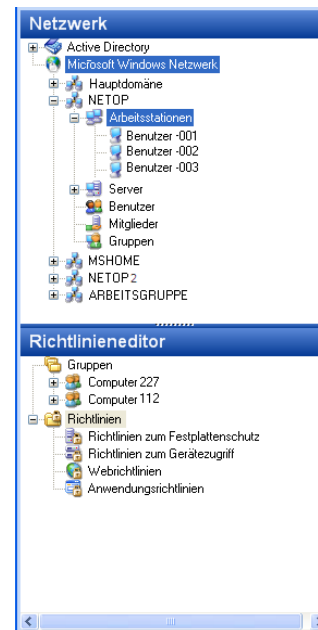 Netzwerk
Active Directory
Microsoft Windows Netzwerk
Hauptdomäne
NETOP
Arbeitsstationen
Benutzer -001
Benutzer -002
Benutzer -003
Server
Benutzer
Mitglieder
Gruppen
MSHOME
NETOP2
ARBEITSGRUPPE
Richtlinieneditor
Gruppen
Computer 227
Computer 112
Richtlinien
Richtlinien zum Festplattenschutz
Richtlinien zum Gerätezugriff
Webrichtlinien
Anwendungsrichtlinien